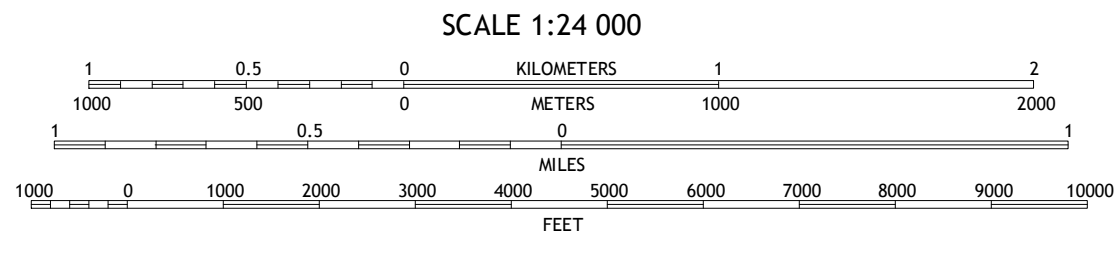 SCALE 1:24 000
1 0.5 0 KILOMETERS 1 2
1000 500 0 METERS 1000 2000
1 0.5 0 1
MILES
1000 0 1000 2000 3000 4000 5000 6000 7000 8000 9000 10000
FEET